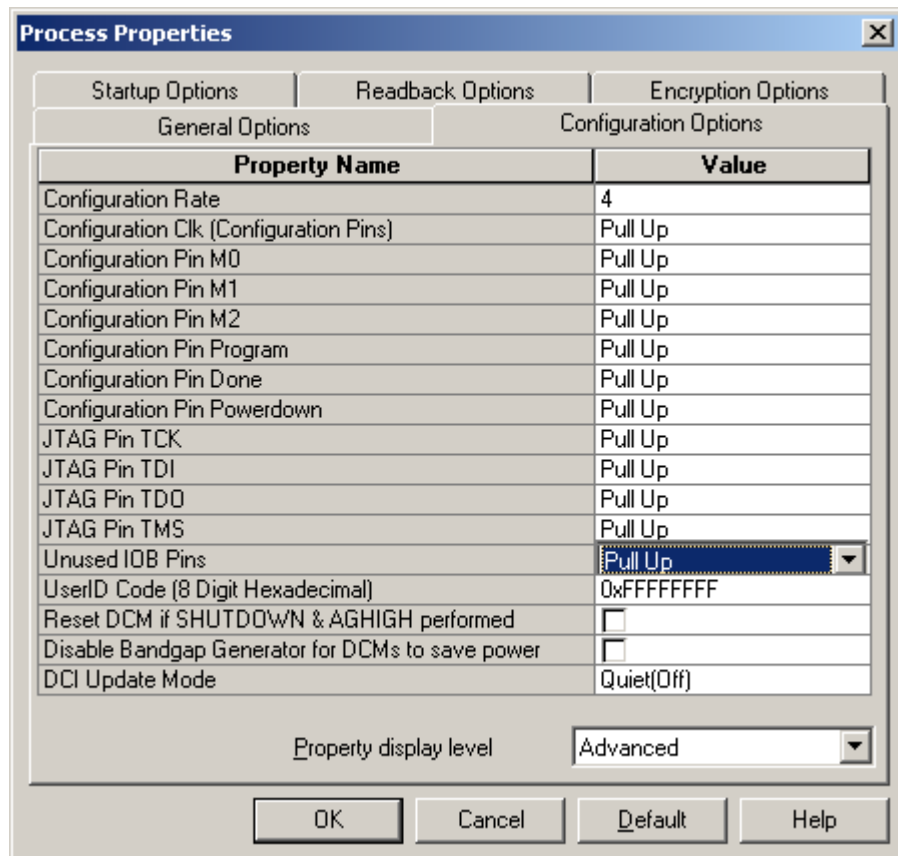 Process Properties
Startup Options Readback Options Encryption Options
General Options Configuration Options
Property Name Value
Configuration Rate 4
Configuration Clk (Configuration Pins) Pull Up
Configuration Pin M0 Pull Up
Configuration Pin M1 Pull Up
Configuration Pin M2 Pull Up
Configuration Pin Program Pull Up
Configuration Pin Done Pull Up
Configuration Pin Powerdown Pull Up
JTAG Pin TCK Pull Up
JTAG Pin TDI Pull Up
JTAG Pin TDO Pull Up
JTAG Pin TMS Pull Up
Unused IOB Pins Pull Up
UserID Code (8 Digit Hexadecimal) 0xFFFFFFFF
Reset DCM if SHUTDOWN & AGHIGH performed
Disable Bandgap Generator for DCMs to save power
DCI Update Mode Quiet(Off)
Property display level Advanced
OK Cancel Default Help